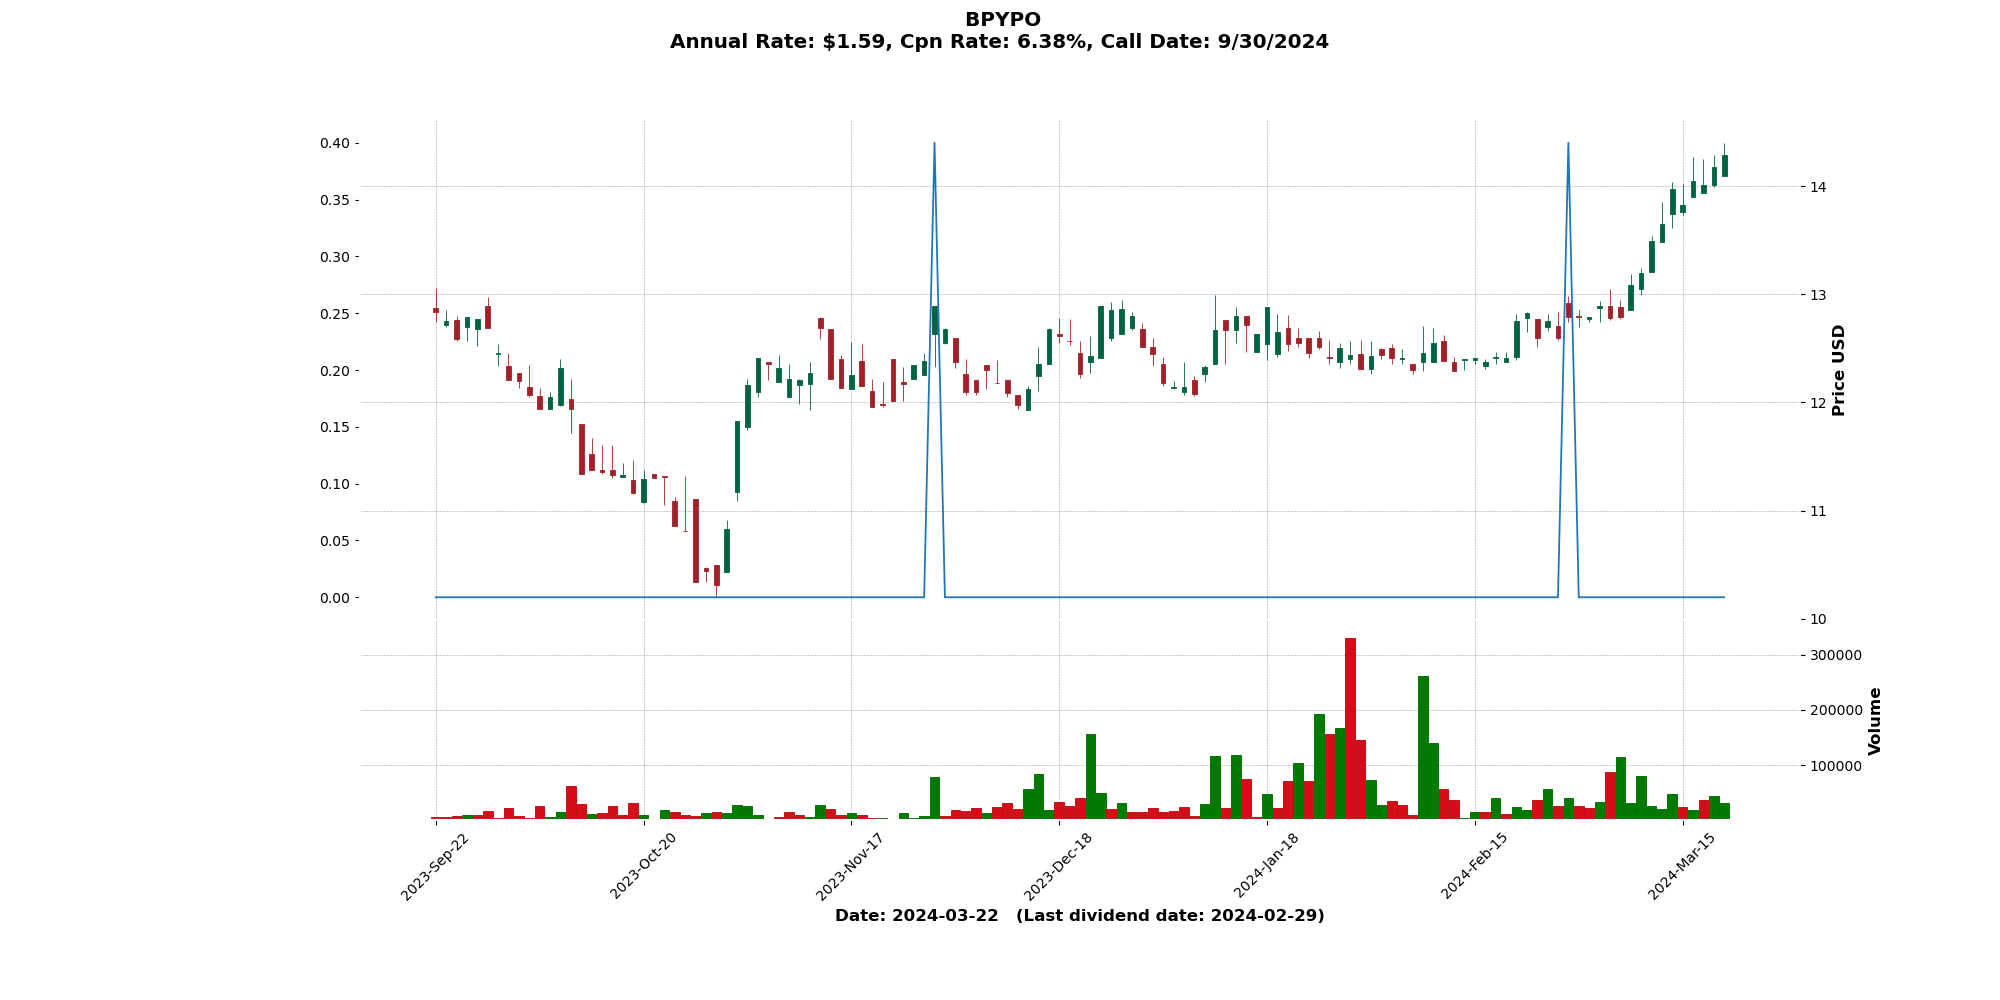 BPYPO
Annual Rate: $1.59, Cpn Rate: 6.38%, Call Date: 9/30/2024
0.40
0.35
0.30
0.25
0.20
0.15
0.10
0.05
0.00
14
13
12
11
10
Price USD
300000
200000
100000
Volume
2023-Sep-22
2023-Oct-20
2023-Nov-17
2023-Dec-18
2024-Jan-18
2024-Feb-15
2024-Mar-15
Date: 2024-03-22 (Last dividend date: 2024-02-29)